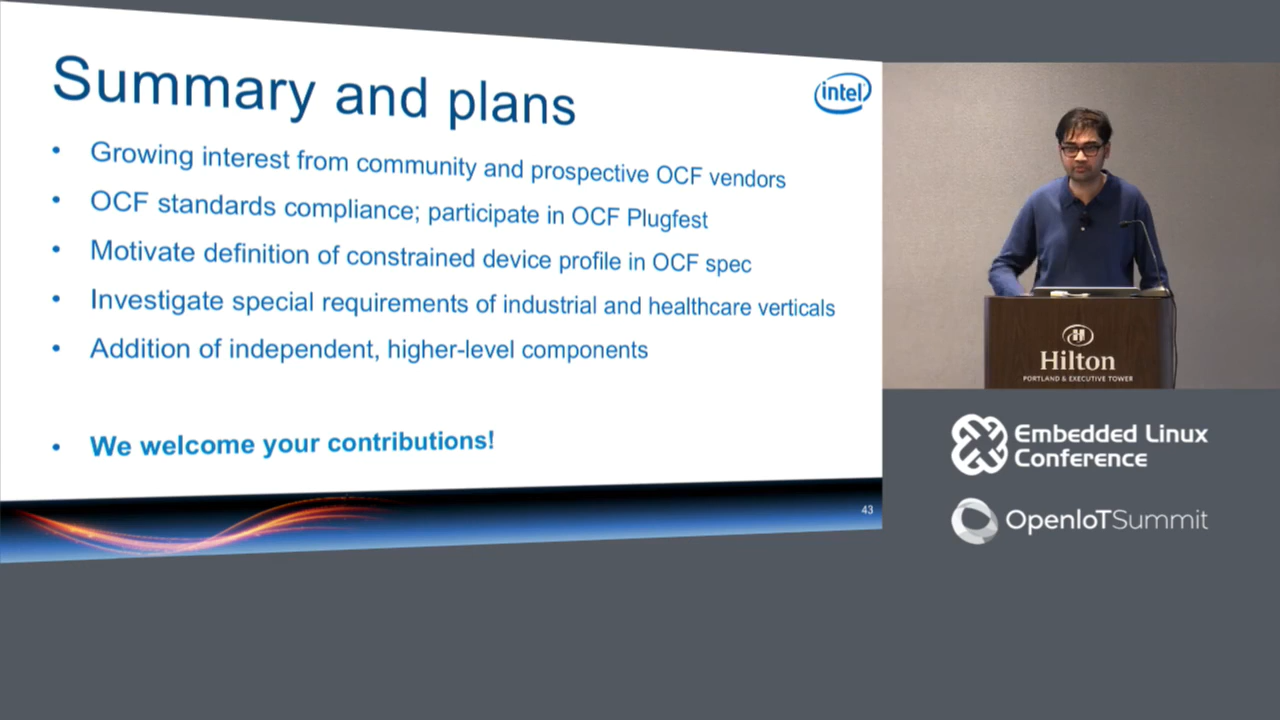 Summary and plans
intel
• Growing interest from community and prospective OCF vendors
• OCF standards compliance; participate in OCF Plugfest
• Motivate definition of constrained device profile in OCF spec
• Investigate special requirements of industrial and healthcare verticals
• Addition of independent, higher-level components
• We welcome your contributions!
43
H
Hilton
PORTLAND & EXECUTIVE TOWER
Embedded Linux
Conference
OpenIoTSummit